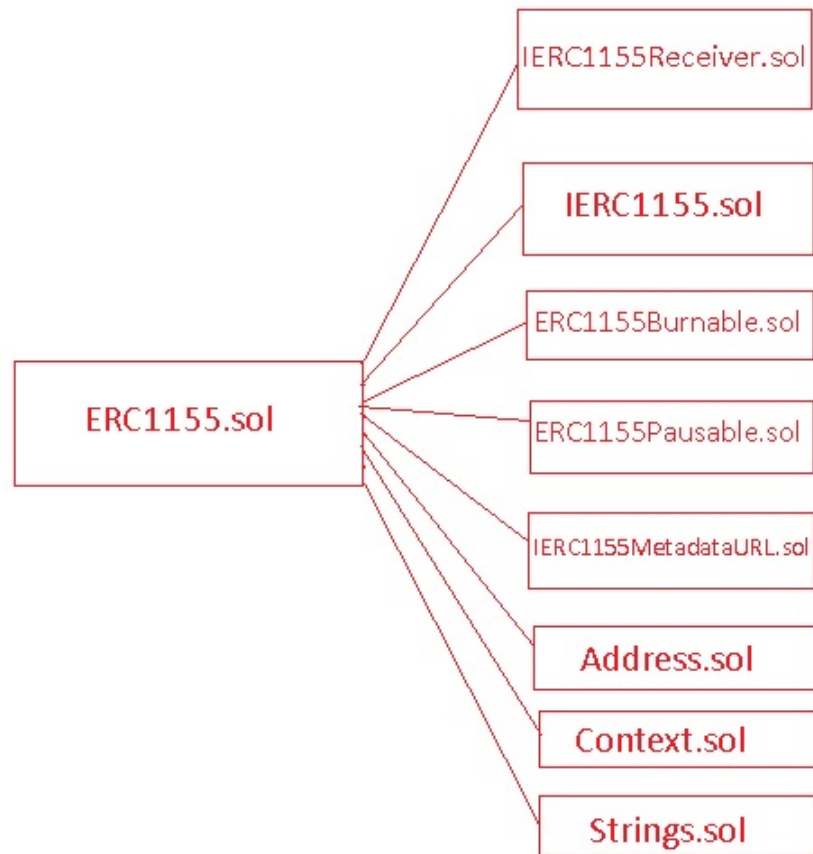 IERC1155Receiver.sol
IERC1155.sol
ERC1155Burnable.sol
ERC1155.sol
ERC1155Pausable.sol
IERC1155MetadataURL.sol
Address.sol
Context.sol
Strings.sol